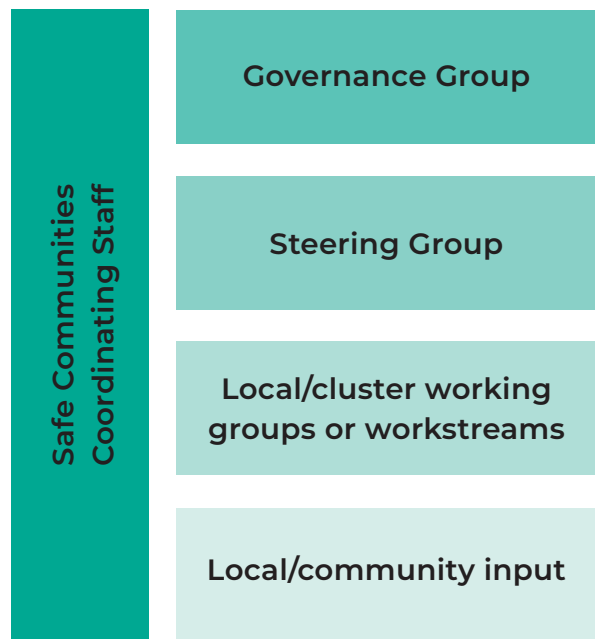 Safe Communities
Coordinating Staff
Governance Group
Steering Group
Local/cluster working
groups or workstreams
Local/community input